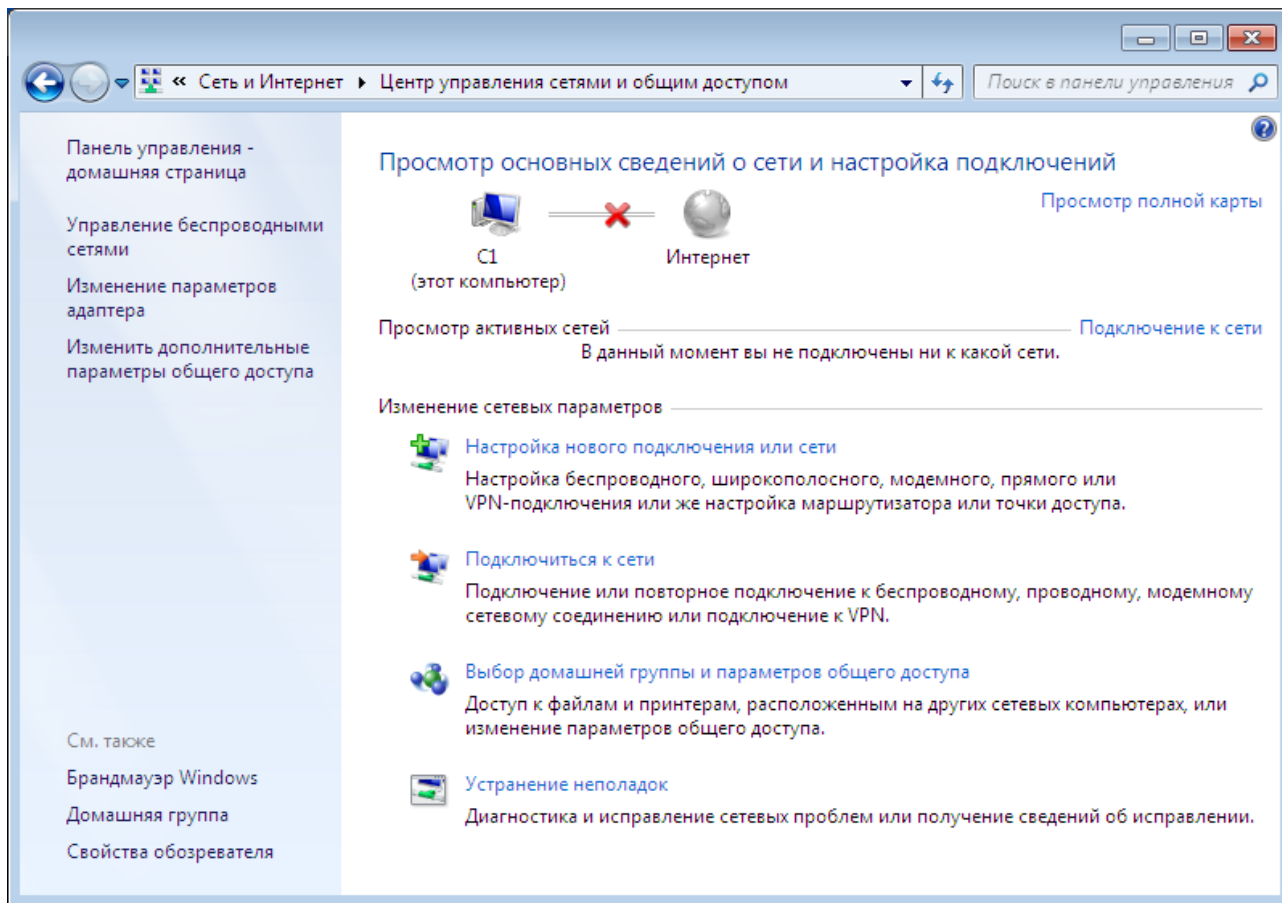 « Сеть и Интернет ▸ Центр управления сетями и общим доступом
Поиск в панели управления
Панель управления -
домашняя страница
Управление беспроводными
сетями
Изменение параметров
адаптера
Изменить дополнительные
параметры общего доступа
См. также
Брандмауэр Windows
Домашняя группа
Свойства обозревателя
Просмотр основных сведений о сети и настройка подключений
Просмотр полной карты
C1
(этот компьютер)
Интернет
Просмотр активных сетей
Подключение к сети
В данный момент вы не подключены ни к какой сети.
Изменение сетевых параметров
Настройка нового подключения или сети
Настройка беспроводного, широкополосного, модемного, прямого или
VPN-подключения или же настройка маршрутизатора или точки доступа.
Подключиться к сети
Подключение или повторное подключение к беспроводному, проводному, модемному
сетевому соединению или подключение к VPN.
Выбор домашней группы и параметров общего доступа
Доступ к файлам и принтерам, расположенным на других сетевых компьютерах, или
изменение параметров общего доступа.
Устранение неполадок
Диагностика и исправление сетевых проблем или получение сведений об исправлении.